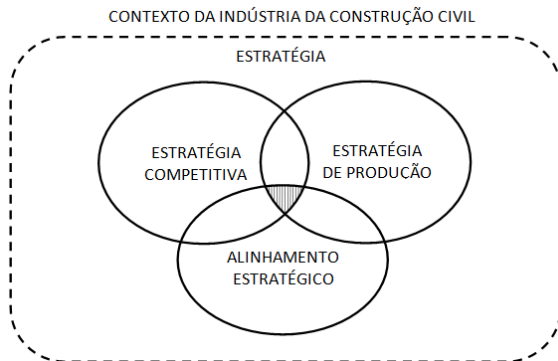 CONTEXTO DA INDÚSTRIA DA CONSTRUÇÃO CIVIL
ESTRATÉGIA
ESTRATÉGIA
COMPETITIVA
ESTRATÉGIA
DE PRODUÇÃO
ALINHAMENTO
ESTRATÉGICO